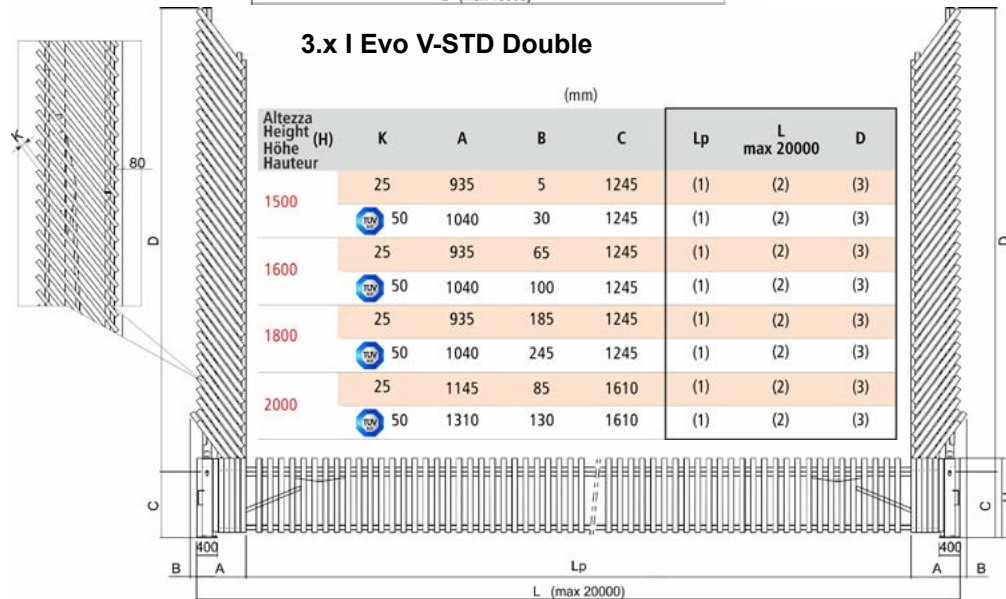 3.x I Evo V-STD Double
(mm)
Altezza
Height (H) K A B C Lp L D
Höhe max 20000
Hauteur
1500 25 935 5 1245 (1) (2) (3)
TÜV 50 1040 30 1245 (1) (2) (3)
1600 25 935 65 1245 (1) (2) (3)
TÜV 50 1040 100 1245 (1) (2) (3)
1800 25 935 185 1245 (1) (2) (3)
TÜV 50 1040 245 1245 (1) (2) (3)
2000 25 1145 85 1610 (1) (2) (3)
TÜV 50 1310 130 1610 (1) (2) (3)
K
80
D
D
C
C
H
400
400
B A Lp A B
L (max 20000)